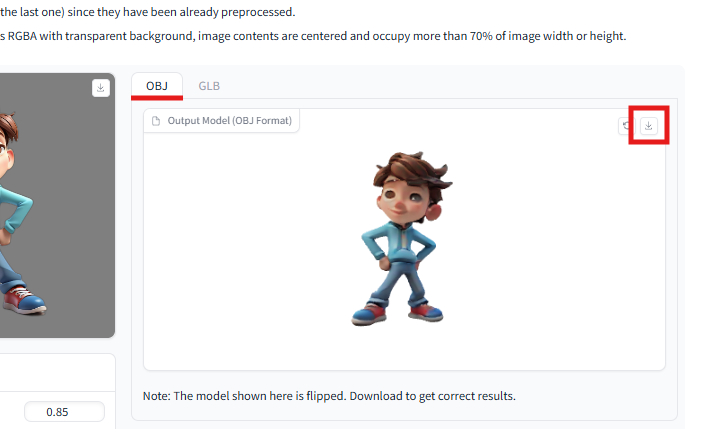 the last one) since they have been already preprocessed.
s RGBA with transparent background, image contents are centered and occupy more than 70% of image width or height.
OBJ GLB
Output Model (OBJ Format)
Note: The model shown here is flipped. Download to get correct results.
0.85